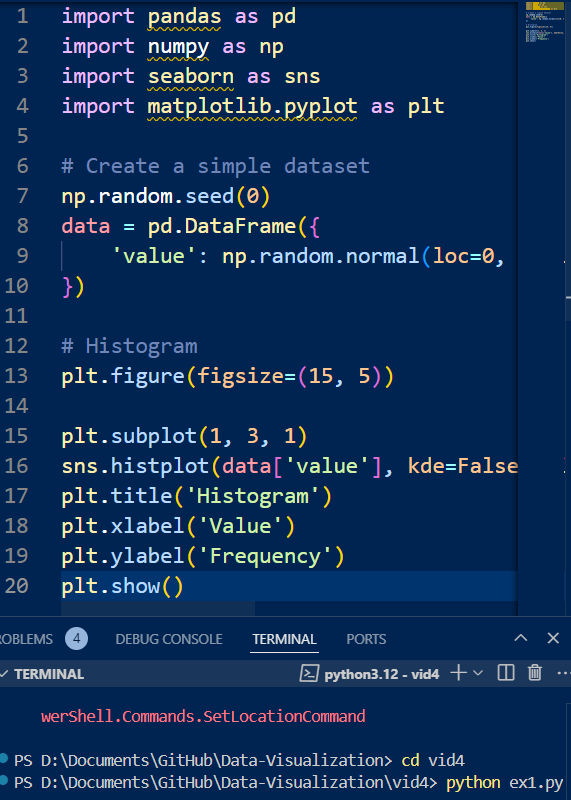 1 import pandas as pd
2 import numpy as np
3 import seaborn as sns
4 import matplotlib.pyplot as plt
5
6 # Create a simple dataset
7 np.random.seed(0)
8 data = pd.DataFrame({
9     'value': np.random.normal(loc=0,
10 })
11
12 # Histogram
13 plt.figure(figsize=(15, 5))
14
15 plt.subplot(1, 3, 1)
16 sns.histplot(data['value'], kde=False
17 plt.title('Histogram')
18 plt.xlabel('Value')
19 plt.ylabel('Frequency')
20 plt.show()
ROBLEMS 4 DEBUG CONSOLE TERMINAL PORTS
TERMINAL python3.12 - vid4
werShell.Commands.SetLocationCommand
PS D:\Documents\GitHub\Data-Visualization> cd vid4
PS D:\Documents\GitHub\Data-Visualization\vid4> python ex1.py